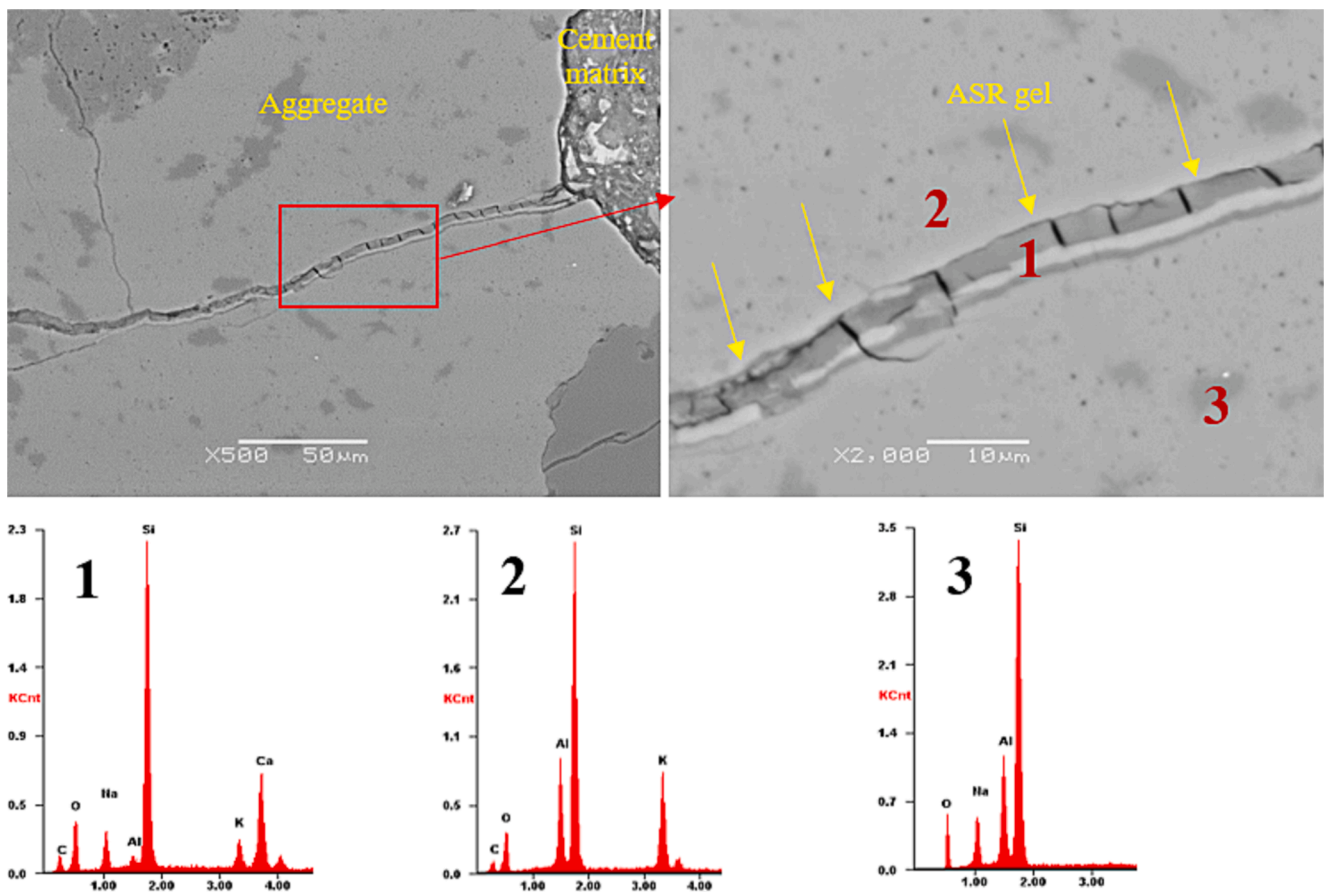 Aggregate
Cement
matrix
X500 50μm
ASR gel
2
1
3
X2,000 10μm
1
2.3
1.8
1.4
KCnt
0.9
0.5
0.0
C
O
Na
Al
Si
K
Ca
1.00 2.00 3.00 4.00
2
2.7
2.1
1.6
KCnt
1.1
0.5
0.0
C
O
Al
Si
K
1.00 2.00 3.00 4.00
3
3.5
2.8
2.1
KCnt
1.4
0.7
0.0
O
Na
Al
Si
1.00 2.00 3.00